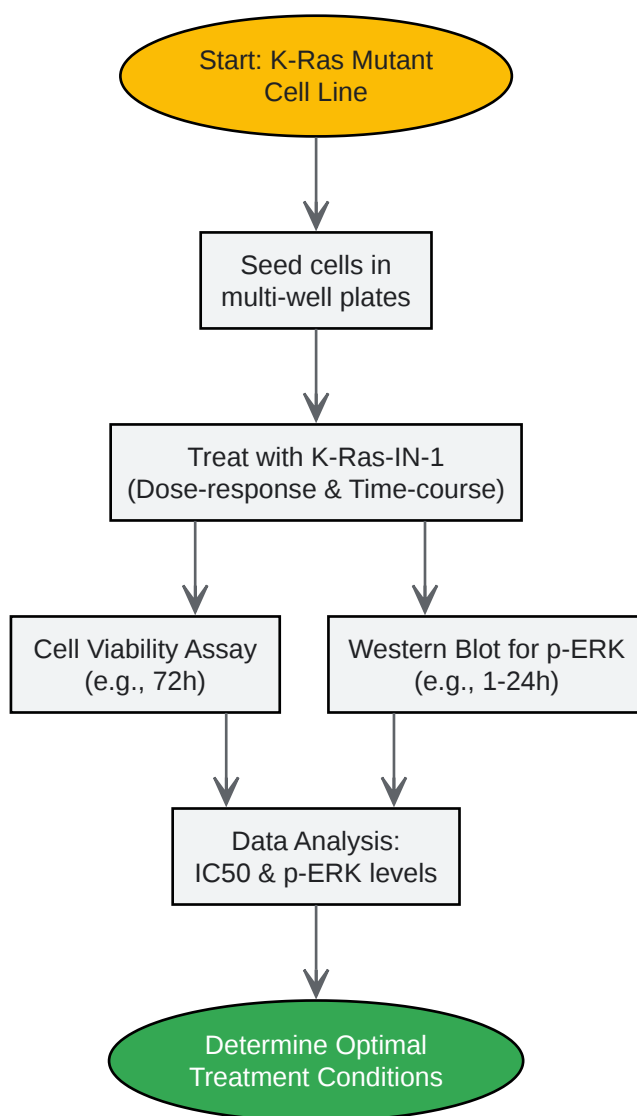 Start: K-Ras Mutant
Cell Line
Seed cells in
multi-well plates
Treat with K-Ras-IN-1
(Dose-response & Time-course)
Cell Viability Assay
(e.g., 72h)
Western Blot for p-ERK
(e.g., 1-24h)
Data Analysis:
IC50 & p-ERK levels
Determine Optimal
Treatment Conditions